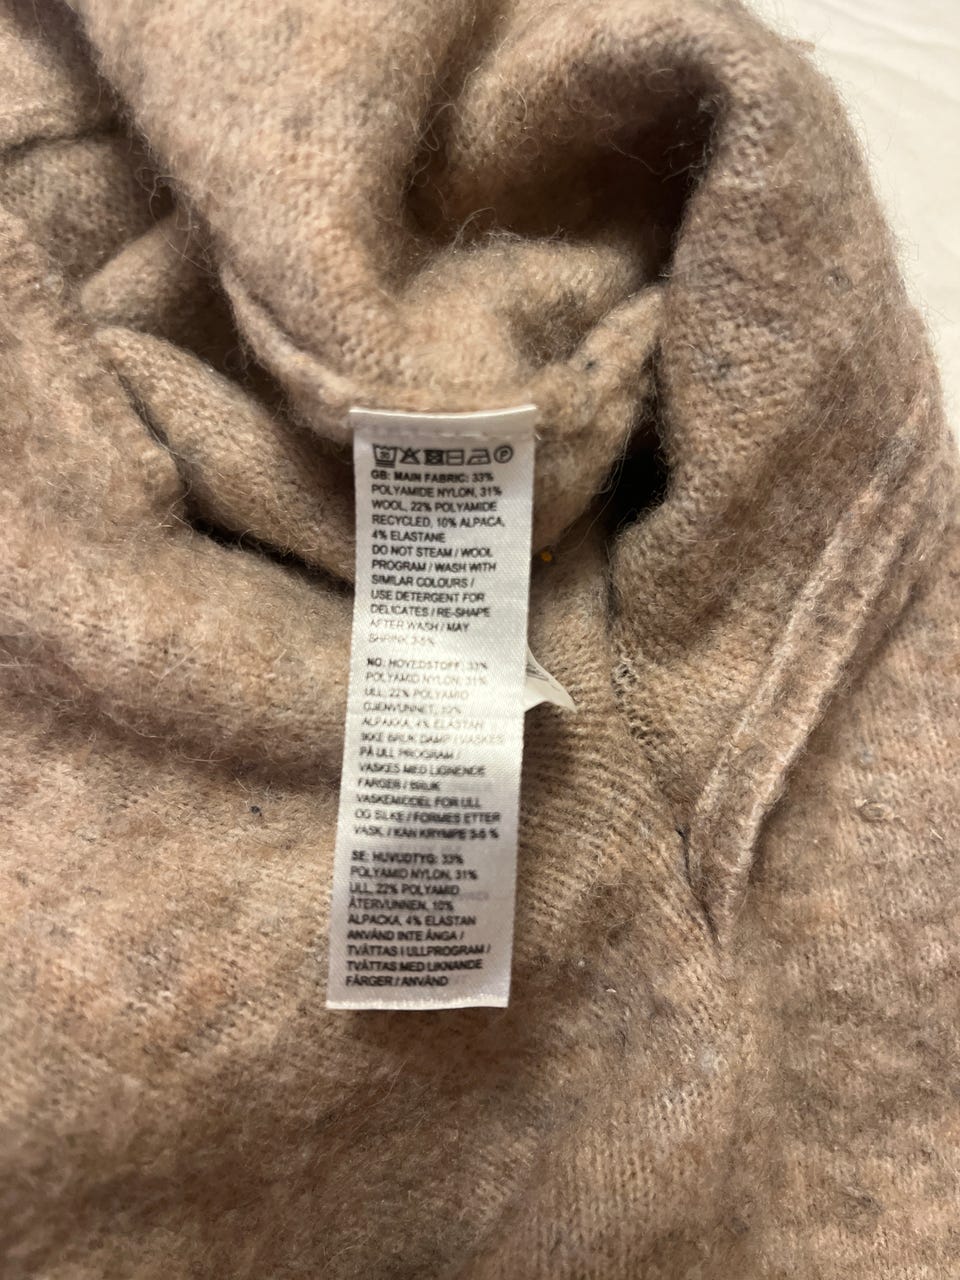 GB: MAIN FABRIC: 33%
POLYAMIDE NYLON, 31%
WOOL, 22% POLYAMIDE
RECYCLED, 10% ALPACA,
4% ELASTANE
DO NOT STEAM / WOOL
PROGRAM / WASH WITH
SIMILAR COLOURS /
USE DETERGENT FOR
DELICATES / RE-SHAPE
AFTER WASH / MAY
SHRINK 3-5%
NO: HOVEDSTOFF: 33%
POLYAMID NYLON, 31%
ULL, 22% POLYAMID
GJENVUNNET, 10%
ALPAKKA, 4% ELASTAN
IKKE BRUK DAMP / VASKES
PÅ ULL PROGRAM /
VASKES MED LIGNENDE
FARGER / BRUK
VASKEMIDDEL FOR ULL
OG SILKE / FORMES ETTER
VASK. / KAN KRYMPE 3-5 %
SE: HUVUDTYG: 33%
POLYAMID NYLON, 31%
ULL, 22% POLYAMID
ÅTERVUNNEN, 10%
ALPACKA, 4% ELASTAN
ANVÄND INTE ÅNGA /
TVÄTTAS I ULLPROGRAM /
TVÄTTAS MED LIKNANDE
FÄRGER / ANVÄND